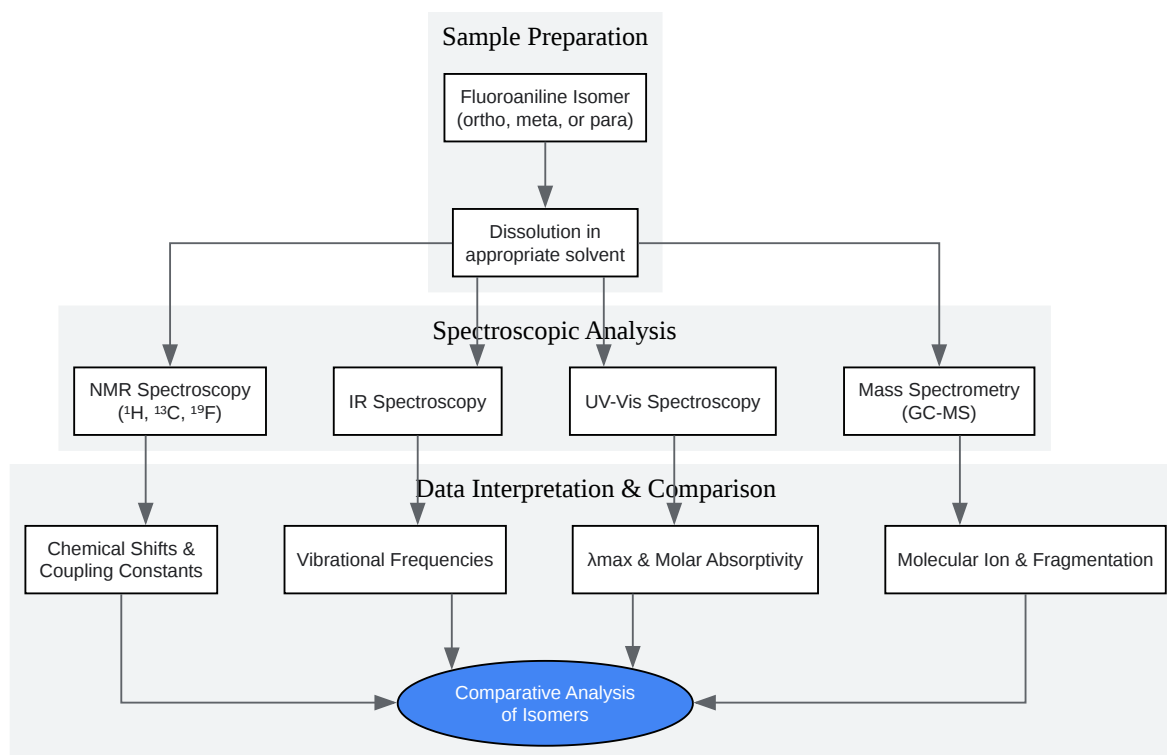 Sample Preparation
Fluoroaniline Isomer
(ortho, meta, or para)
Dissolution in
appropriate solvent
Spectroscopic Analysis
NMR Spectroscopy
(¹H, ¹³C, ¹⁹F)
IR Spectroscopy
UV-Vis Spectroscopy
Mass Spectrometry
(GC-MS)
Data Interpretation & Comparison
Chemical Shifts &
Coupling Constants
Vibrational Frequencies
λmax & Molar Absorptivity
Molecular Ion & Fragmentation
Comparative Analysis
of Isomers